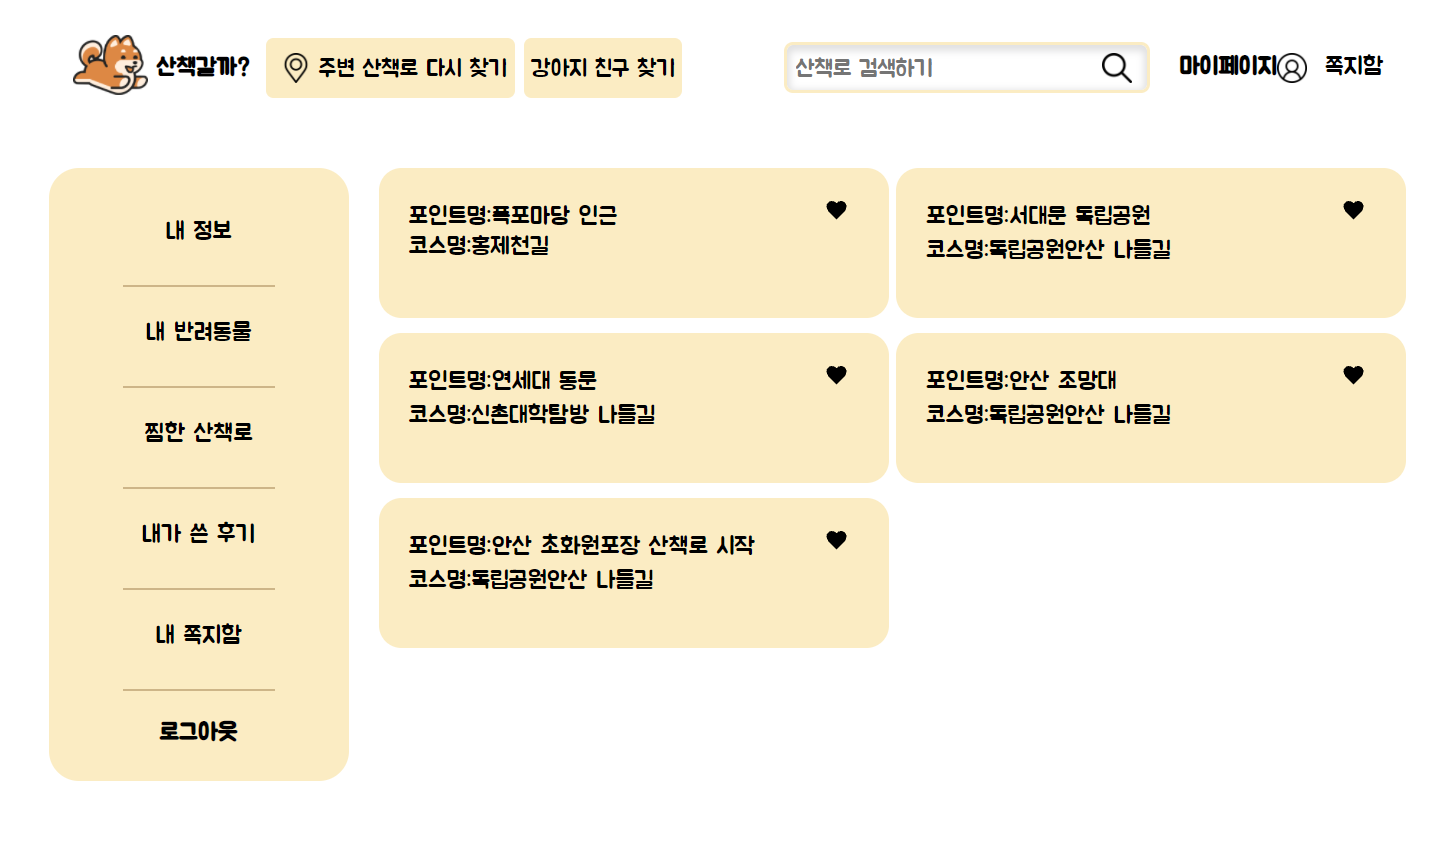 산책갈까?
주변 산책로 다시 찾기
강아지 친구 찾기
산책로 검색하기
마이페이지
쪽지함
내 정보
내 반려동물
찜한 산책로
내가 쓴 후기
내 쪽지함
로그아웃
포인트명:폭포마당 인근
코스명:홍제천길
포인트명:서대문 독립공원
코스명:독립공원안산 나들길
포인트명:연세대 동문
코스명:신촌대학탐방 나들길
포인트명:안산 조망대
코스명:독립공원안산 나들길
포인트명:안산 초화원포장 산책로 시작
코스명:독립공원안산 나들길